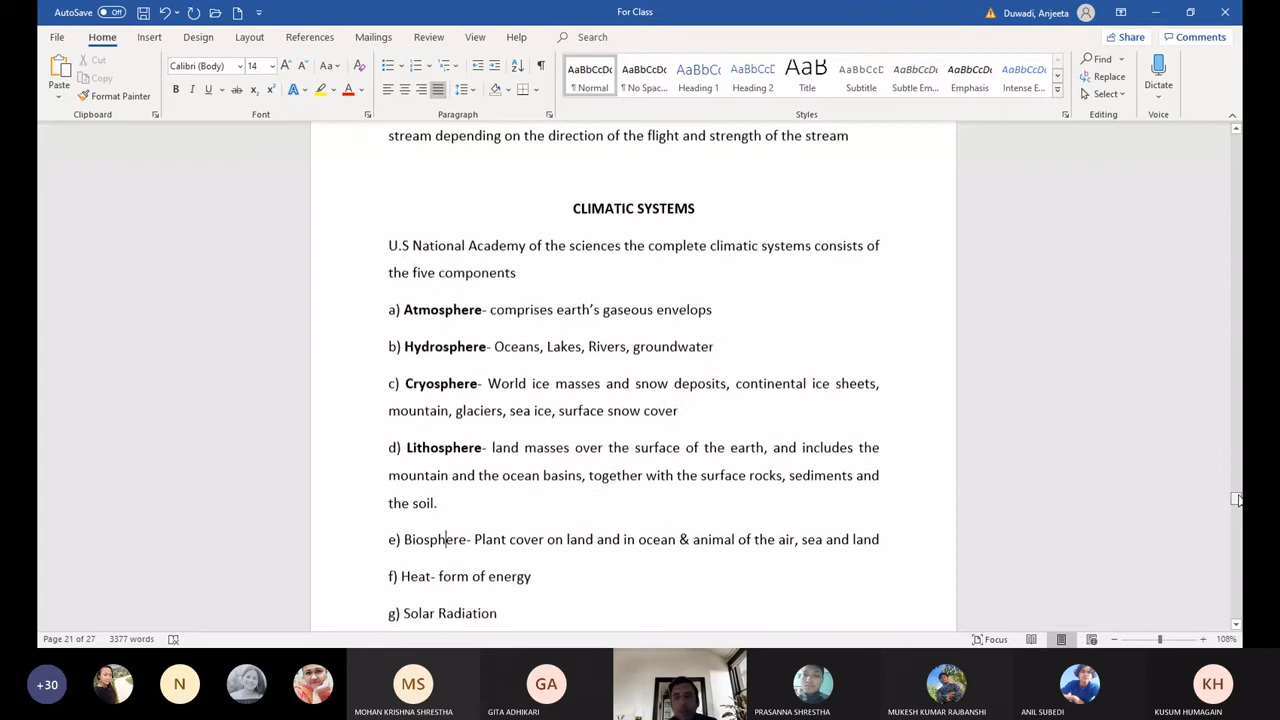 AutoSave Off For Class Duwadi, Anjeeta
File Home Insert Design Layout References Mailings Review View Help Search Share Comments
Paste Cut Copy Format Painter Clipboard
Calibri (Body) 14 Aa
B I U ab x₂ x² A A
Font
Paragraph
AaBbCcDc AaBbCcDc AaBbCc AaBbCcD AaB AaBbCcD AaBbCcDc AaBbCcDc AaBbCcDc
¶ Normal ¶ No Spac... Heading 1 Heading 2 Title Subtitle Subtle Em... Emphasis Intense E...
Styles
Find
Replace
Select
Editing
Dictate
Voice
stream depending on the direction of the flight and strength of the stream
CLIMATIC SYSTEMS
U.S National Academy of the sciences the complete climatic systems consists of
the five components
a) Atmosphere- comprises earth’s gaseous envelops
b) Hydrosphere- Oceans, Lakes, Rivers, groundwater
c) Cryosphere- World ice masses and snow deposits, continental ice sheets,
mountain, glaciers, sea ice, surface snow cover
d) Lithosphere- land masses over the surface of the earth, and includes the
mountain and the ocean basins, together with the surface rocks, sediments and
the soil.
e) Biosphere- Plant cover on land and in ocean & animal of the air, sea and land
f) Heat- form of energy
g) Solar Radiation
Page 21 of 27 3377 words Focus 108%
+30 N MS GA KH
MOHAN KRISHNA SHRESTHA GITA ADHIKARI PRASANNA SHRESTHA MUKESH KUMAR RAJBANSHI ANIL SUBEDI KUSUM HUMAGAIN